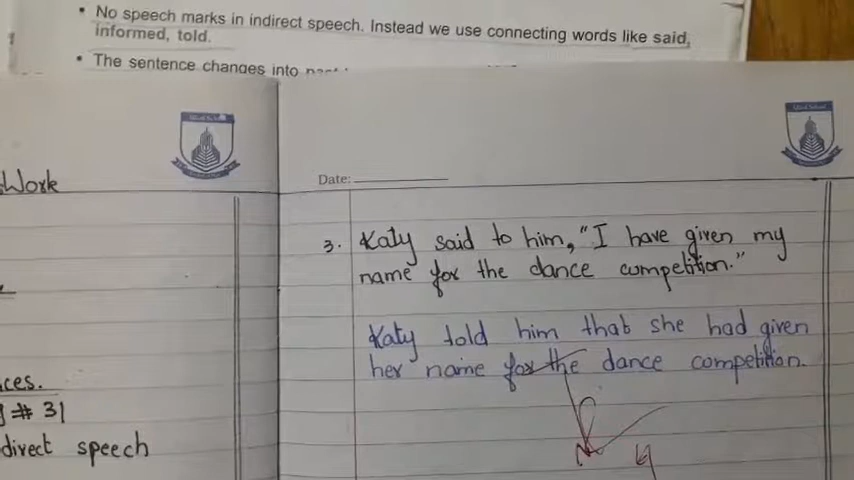 • No speech marks in indirect speech. Instead we use connecting words like said,
informed, told.
• The sentence changes into
Work
ces.
# 31
direct speech
Date:
3. Katy said to him, "I have given my
name for the dance competition."
Katy told him that she had given
her name for the dance competition.